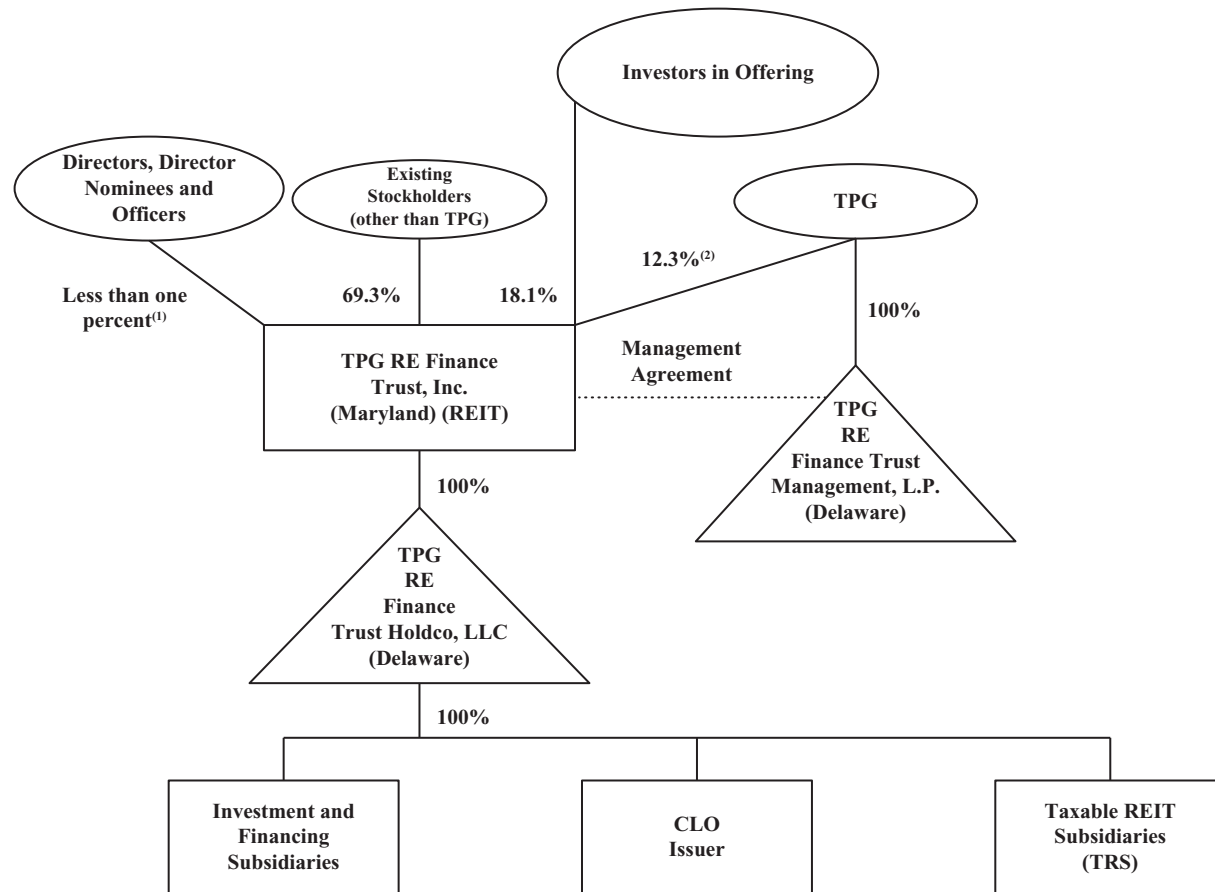 Investors in Offering
Directors, Director
Nominees and
Officers
Existing
Stockholders
(other than TPG)
TPG
12.3%(2)
Less than one
percent(1)
69.3%
18.1%
100%
TPG RE Finance
Trust, Inc.
(Maryland) (REIT)
Management
Agreement
TPG
RE
Finance Trust
Management, L.P.
(Delaware)
100%
TPG
RE
Finance
Trust Holdco, LLC
(Delaware)
100%
Investment and
Financing
Subsidiaries
CLO
Issuer
Taxable REIT
Subsidiaries
(TRS)